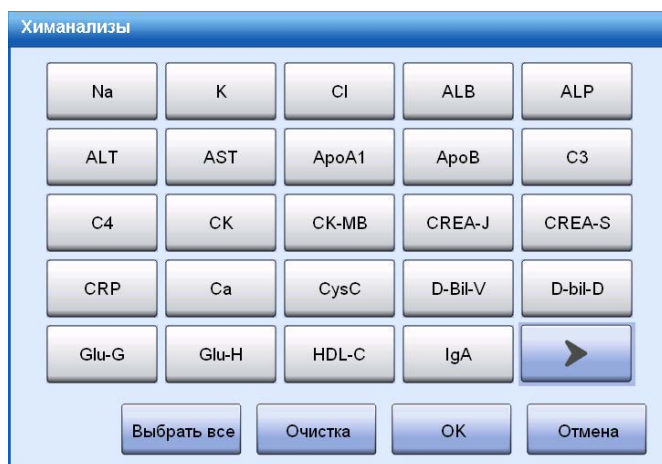 Химанализы
Na K Cl ALB ALP
ALT AST ApoA1 ApoB C3
C4 CK CK-MB CREA-J CREA-S
CRP Ca CysC D-Bil-V D-bil-D
Glu-G Glu-H HDL-C IgA
Выбрать все Очистка OK Отмена